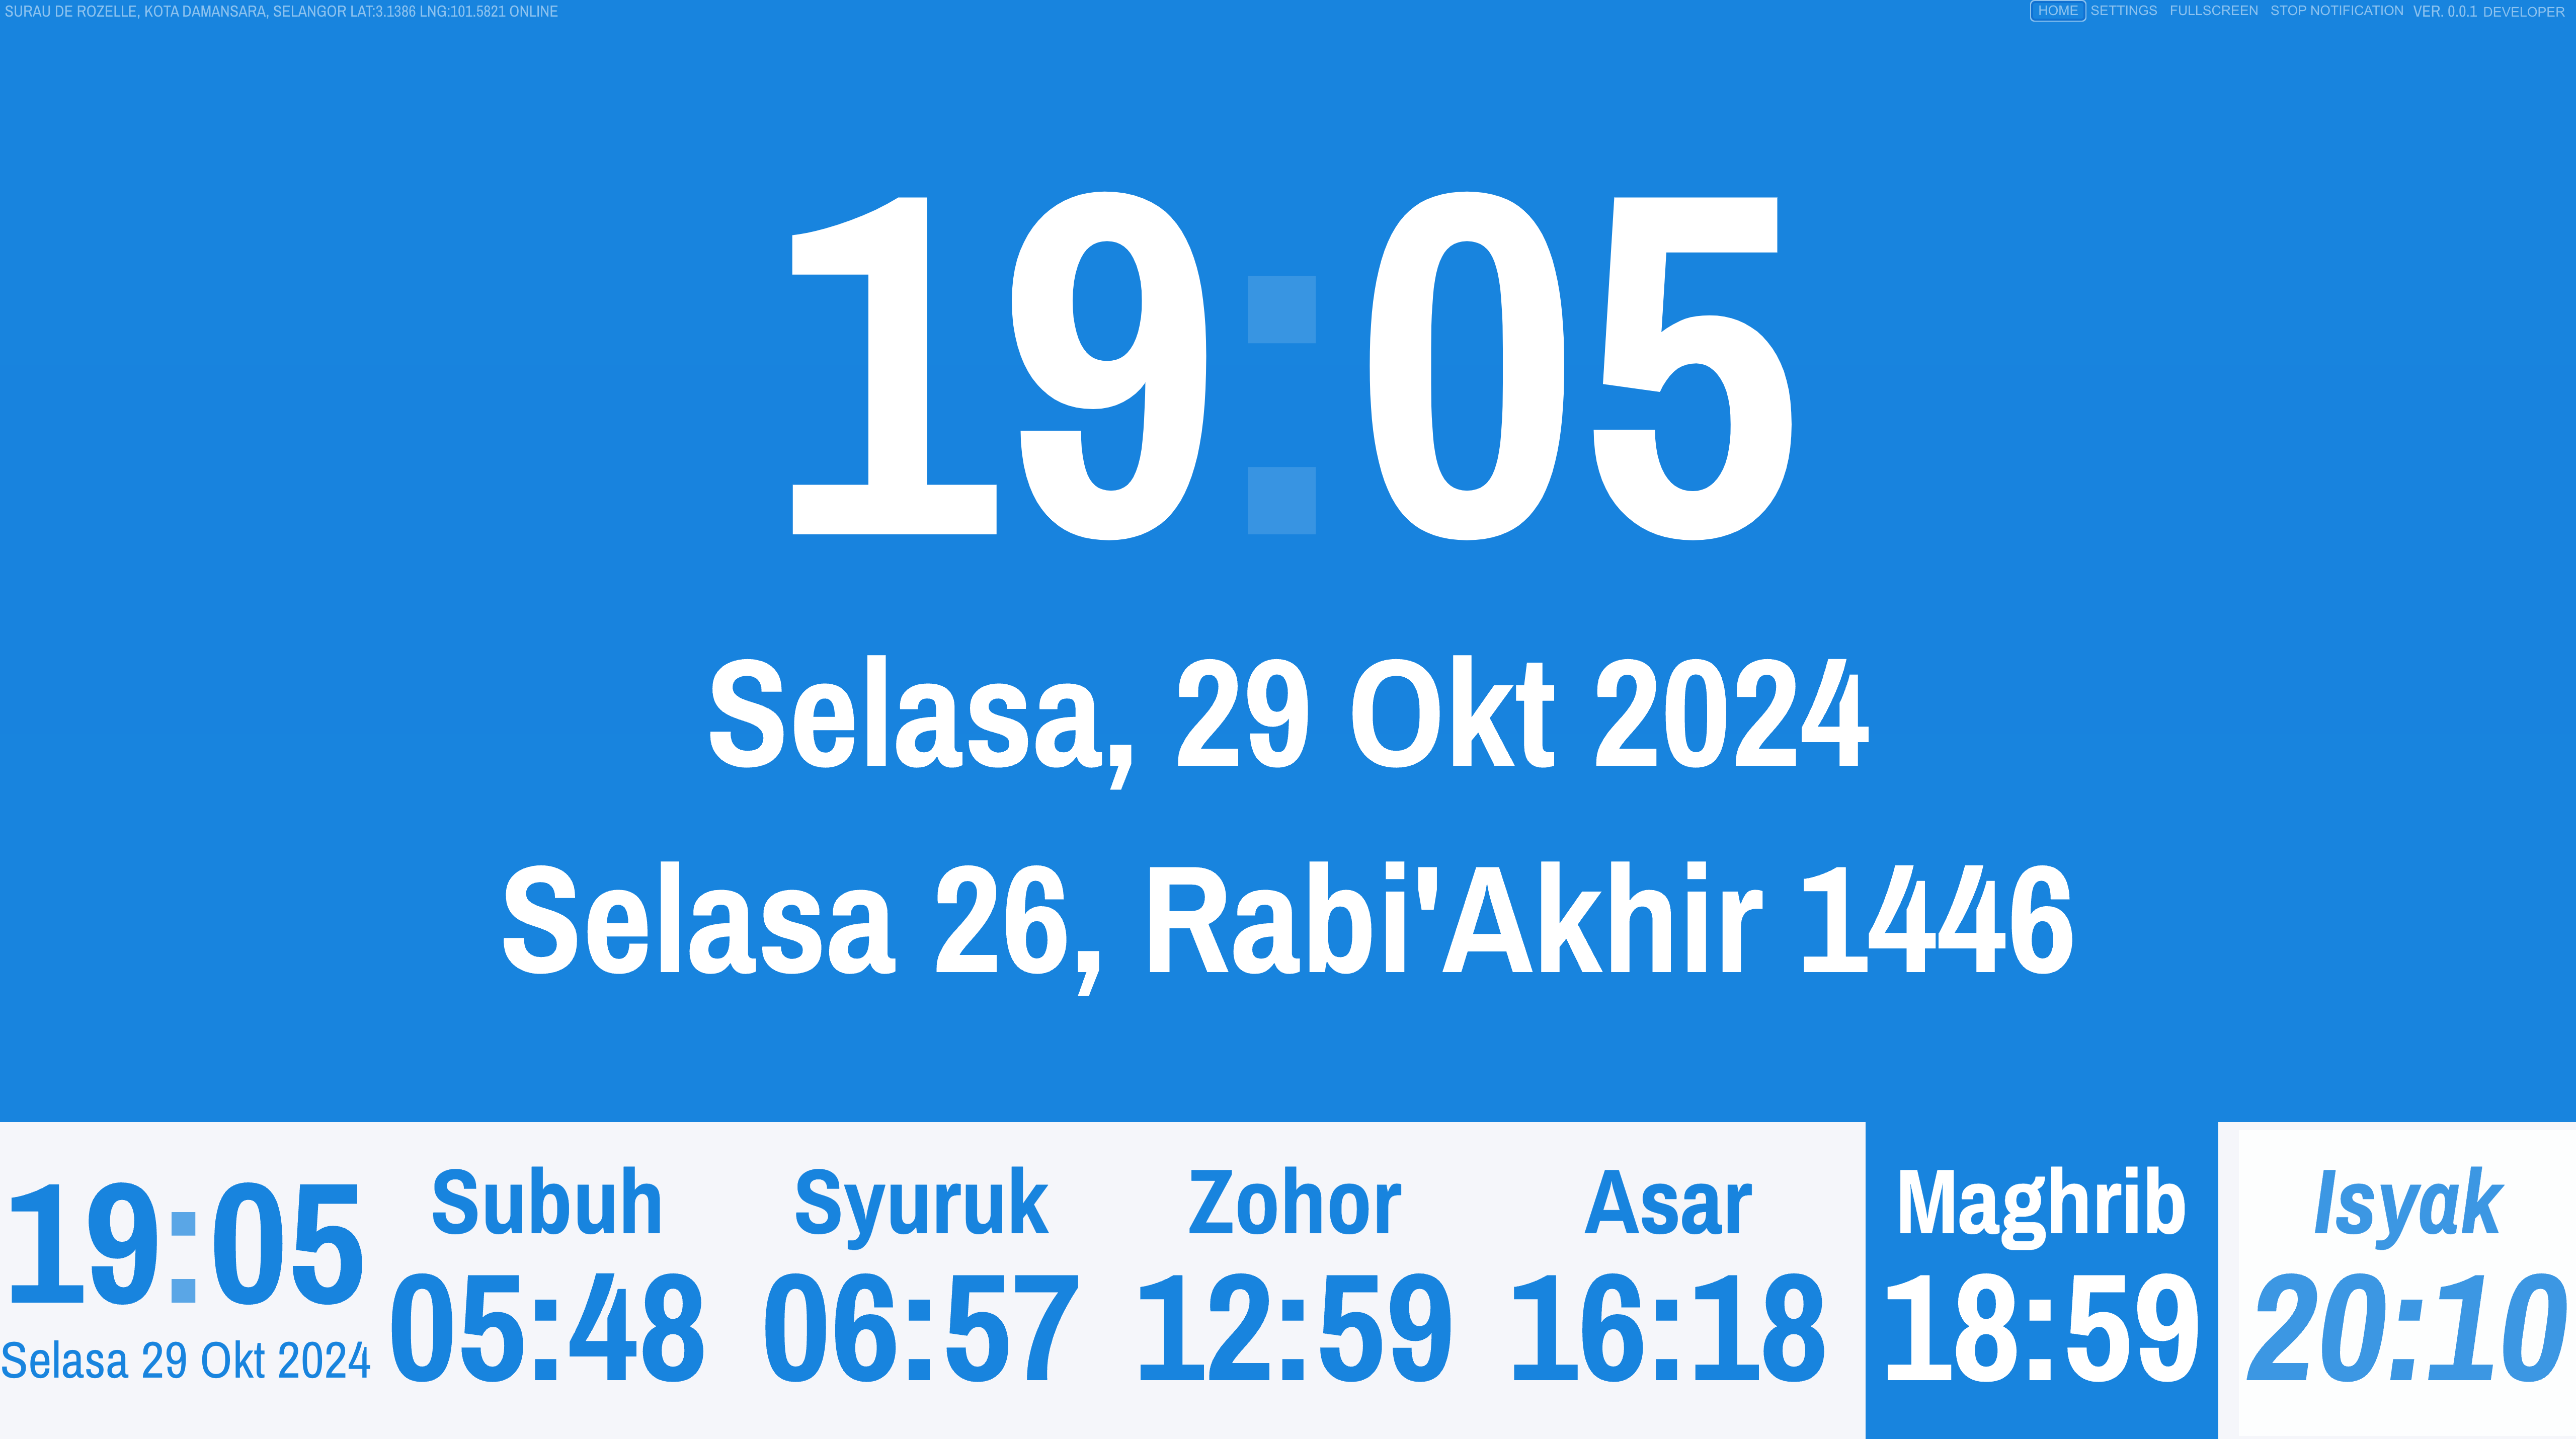 SURAU DE ROZELLE, KOTA DAMANSARA, SELANGOR LAT:3.1386 LNG:101.5821 ONLINE
HOME SETTINGS FULLSCREEN STOP NOTIFICATION VER. 0.0.1 DEVELOPER
19:05
Selasa, 29 Okt 2024
Selasa 26, Rabi'Akhir 1446
19:05
Selasa 29 Okt 2024
Subuh
05:48
Syuruk
06:57
Zohor
12:59
Asar
16:18
Maghrib
18:59
Isyak
20:10